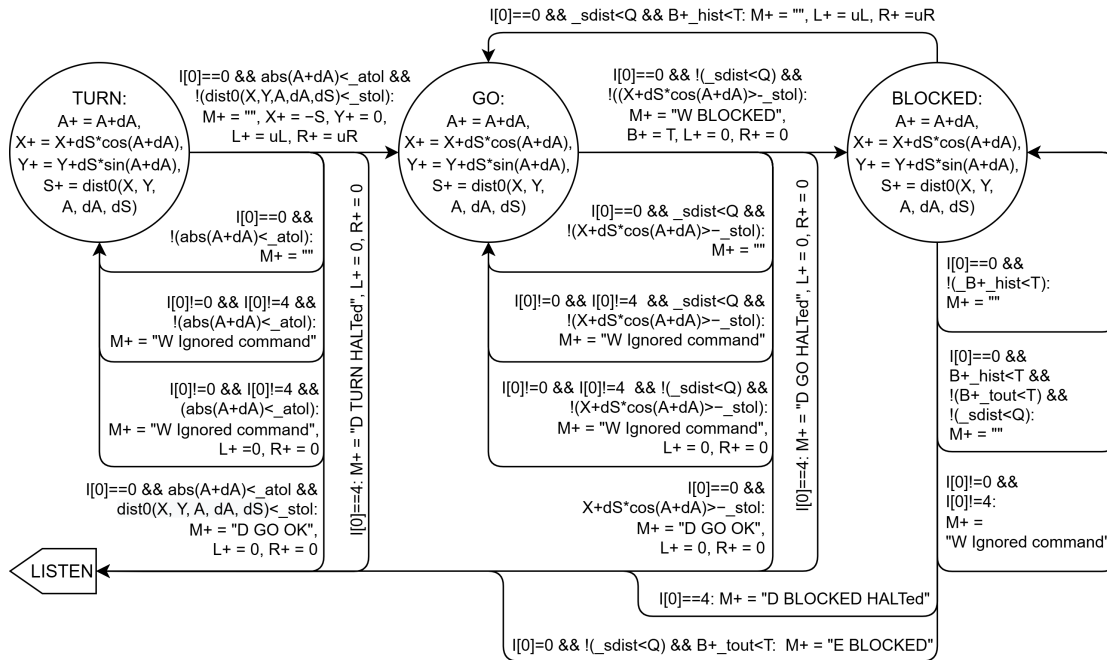 I[0]==0 && _sdist<Q && B+_hist<T: M+ = "", L+ = uL, R+ =uR
TURN:
A+ = A+dA,
X+ = X+dS*cos(A+dA),
Y+ = Y+dS*sin(A+dA),
S+ = dist0(X, Y,
A, dA, dS)
I[0]==0 && abs(A+dA)<_atol &&
!(dist0(X,Y,A,dA,dS)<_stol):
M+ = "", X+ = −S, Y+ = 0,
L+ = uL, R+ = uR
GO:
A+ = A+dA,
X+ = X+dS*cos(A+dA),
Y+ = Y+dS*sin(A+dA),
S+ = dist0(X, Y,
A, dA, dS)
I[0]==0 && !(_sdist<Q) &&
!((X+dS*cos(A+dA)>-_stol):
M+ = "W BLOCKED",
B+ = T, L+ = 0, R+ = 0
BLOCKED:
A+ = A+dA,
X+ = X+dS*cos(A+dA),
Y+ = Y+dS*sin(A+dA),
S+ = dist0(X, Y,
A, dA, dS)
I[0]==0 &&
!(abs(A+dA)<_atol):
M+ = ""
I[0]!=0 && I[0]!=4 &&
!(abs(A+dA)<_atol):
M+ = "W Ignored command"
I[0]!=0 && I[0]!=4 &&
(abs(A+dA)<_atol):
M+ = "W Ignored command",
L+ =0, R+ = 0
I[0]==0 && abs(A+dA)<_atol &&
dist0(X, Y, A, dA, dS)<_stol:
M+ = "D GO OK",
L+ = 0, R+ = 0
I[0]==4: M+ = "D TURN HALTed", L+ = 0, R+ = 0
I[0]==0 && _sdist<Q &&
!(X+dS*cos(A+dA)>−_stol):
M+ = ""
I[0]!=0 && I[0]!=4  && _sdist<Q &&
!(X+dS*cos(A+dA)>−_stol):
M+ = "W Ignored command"
I[0]!=0 && I[0]!=4  && !(_sdist<Q) &&
!(X+dS*cos(A+dA)>−_stol):
M+ = "W Ignored command",
L+ = 0, R+ = 0
I[0]==0 &&
X+dS*cos(A+dA)>−_stol:
M+ = "D GO OK",
L+ = 0, R+ = 0
I[0]==4: M+ = "D GO HALTed", L+ = 0, R+ = 0
I[0]==0 &&
!(_B+_hist<T):
M+ = ""
I[0]==0 &&
B+_hist<T &&
!(B+_tout<T) &&
!(_sdist<Q):
M+ = ""
I[0]!=0 &&
I[0]!=4:
M+ =
"W Ignored command"
LISTEN
I[0]==4: M+ = "D BLOCKED HALTed"
I[0]=0 && !(_sdist<Q) && B+_tout<T:  M+ = "E BLOCKED"